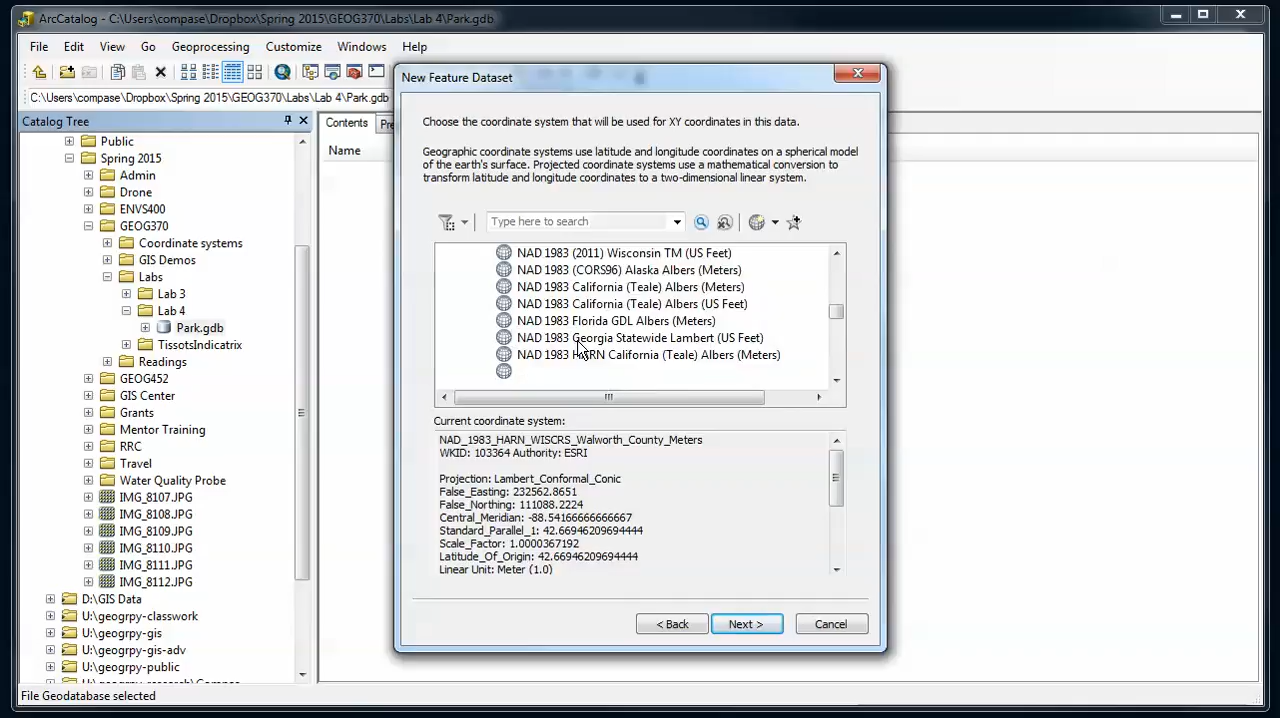 ArcCatalog - C:\Users\compase\Dropbox\Spring 2015\GEOG370\Labs\Lab 4\Park.gdb
File Edit View Go Geoprocessing Customize Windows Help
C:\Users\compase\Dropbox\Spring 2015\GEOG370\Labs\Lab 4\Park.gdb
Catalog Tree
Public
Spring 2015
Admin
Drone
ENVS400
GEOG370
Coordinate systems
GIS Demos
Labs
Lab 3
Lab 4
Park.gdb
TissotsIndicatrix
Readings
GEOG452
GIS Center
Grants
Mentor Training
RRC
Travel
Water Quality Probe
IMG_8107.JPG
IMG_8108.JPG
IMG_8109.JPG
IMG_8110.JPG
IMG_8111.JPG
IMG_8112.JPG
D:\GIS Data
U:\geogrpy-classwork
U:\geogrpy-gis
U:\geogrpy-gis-adv
U:\geogrpy-public
Contents
Name
New Feature Dataset
Choose the coordinate system that will be used for XY coordinates in this data.
Geographic coordinate systems use latitude and longitude coordinates on a spherical model
of the earth's surface. Projected coordinate systems use a mathematical conversion to
transform latitude and longitude coordinates to a two-dimensional linear system.
Type here to search
NAD 1983 (2011) Wisconsin TM (US Feet)
NAD 1983 (CORS96) Alaska Albers (Meters)
NAD 1983 California (Teale) Albers (Meters)
NAD 1983 California (Teale) Albers (US Feet)
NAD 1983 Florida GDL Albers (Meters)
NAD 1983 Georgia Statewide Lambert (US Feet)
NAD 1983 HARN California (Teale) Albers (Meters)
Current coordinate system:
NAD_1983_HARN_WISCRS_Walworth_County_Meters
WKID: 103364 Authority: ESRI
Projection: Lambert_Conformal_Conic
False_Easting: 232562.8651
False_Northing: 111088.2224
Central_Meridian: -88.54166666666667
Standard_Parallel_1: 42.66946209694444
Scale_Factor: 1.0000367192
Latitude_Of_Origin: 42.66946209694444
Linear Unit: Meter (1.0)
< Back Next > Cancel
File Geodatabase selected